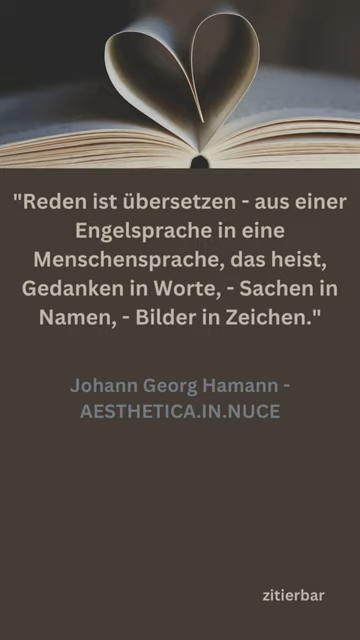 "Reden ist übersetzen - aus einer
Engelsprache in eine
Menschensprache, das heist,
Gedanken in Worte, - Sachen in
Namen, - Bilder in Zeichen."
Johann Georg Hamann -
AESTHETICA.IN.NUCE
zitierbar